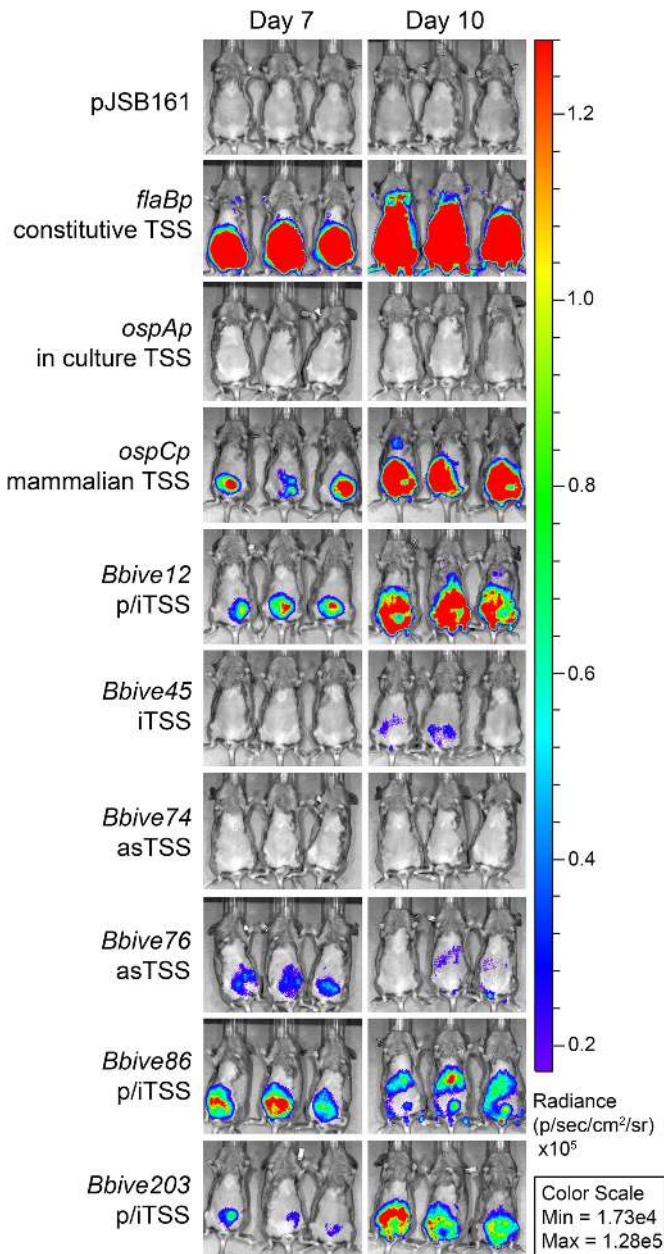 Day 7
Day 10
pJSB161
flaBp
constitutive TSS
ospAp
in culture TSS
ospCp
mammalian TSS
Bbive12
p/iTSS
Bbive45
iTSS
Bbive74
asTSS
Bbive76
asTSS
Bbive86
p/iTSS
Bbive203
p/iTSS
1.2
1.0
0.8
0.6
0.4
0.2
Radiance
(p/sec/cm²/sr)
x10⁵
Color Scale
Min = 1.73e4
Max = 1.28e5